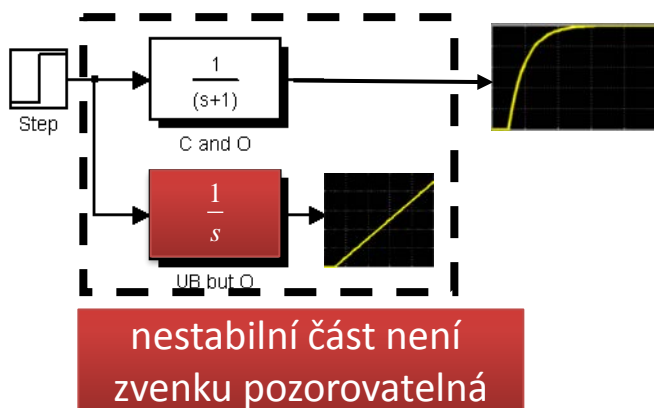 1
(s+1)
Step
C and O
1
s
UB but O
nestabilní část není
zvenku pozorovatelná